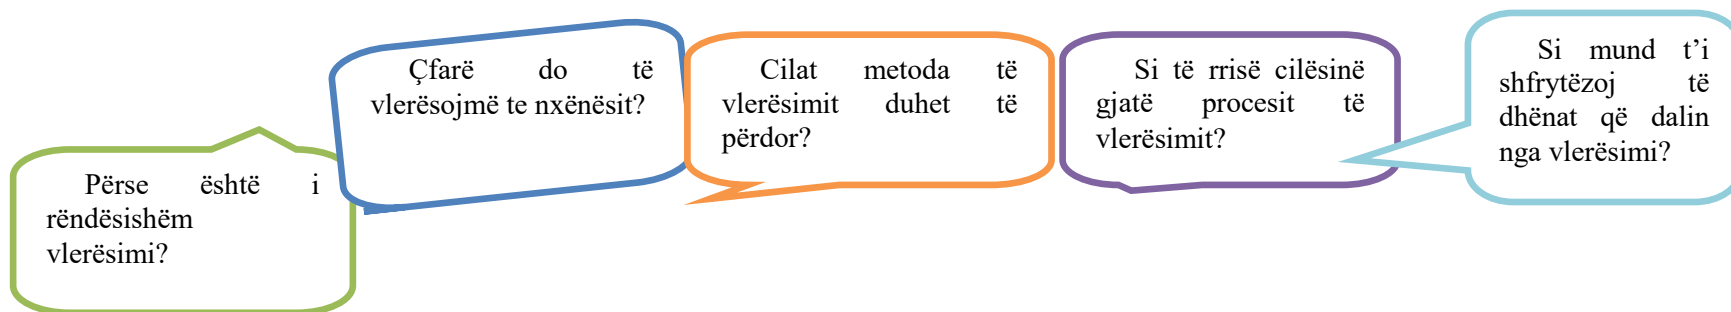 Përse është i
rëndësishëm
vlerësimi?
Çfarë do të
vlerësojmë te nxënësit?
Cilat metoda të
vlerësimit duhet të
përdor?
Si të rrisë cilësinë
gjatë procesit të
vlerësimit?
Si mund t’i
shfrytëzoj të
dhënat që dalin
nga vlerësimi?